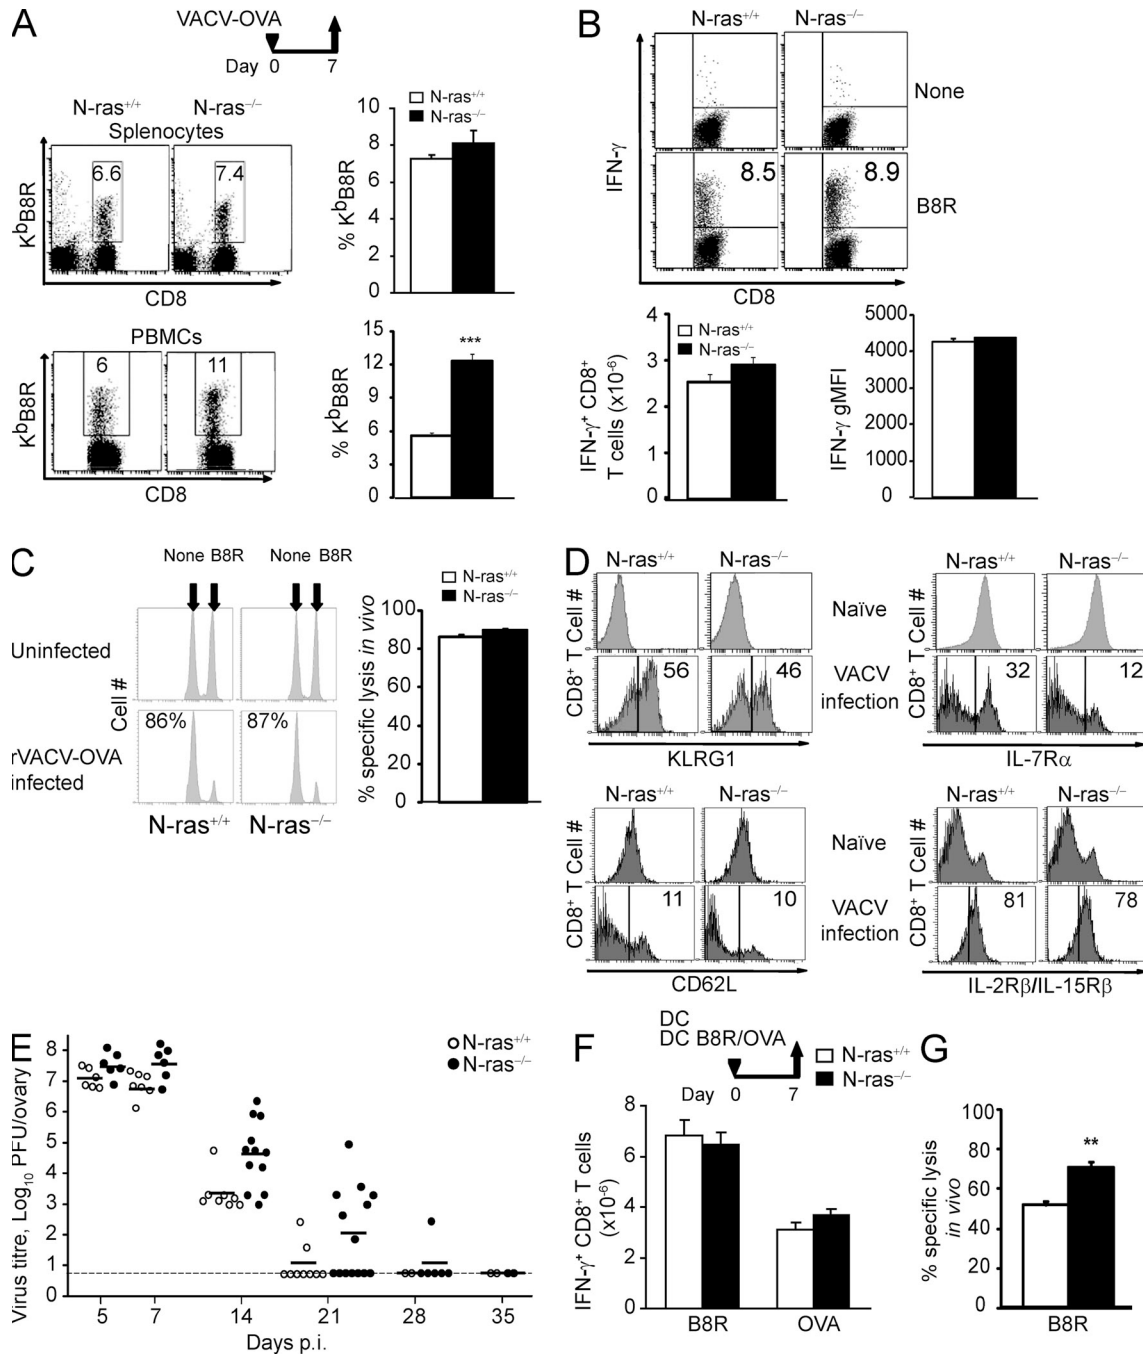 A
VACV-OVA
Day 0 7
N-ras+/+ N-ras−/−
Splenocytes
6.6 7.4
KbB8R
CD8
10
8
6
4
2
0
% KbB8R
N-ras+/+
N-ras−/−
PBMCs
6 11
KbB8R
CD8
15
12
9
6
3
0
% KbB8R
***
B
N-ras+/+ N-ras−/−
None
8.5 8.9
B8R
IFN-γ
CD8
N-ras+/+
N-ras−/−
4
3
2
1
0
IFN-γ+ CD8+
T cells (x10-6)
5000
4000
3000
2000
1000
0
IFN-γ gMFI
C
None B8R None B8R
Uninfected
Cell #
86% 87%
rVACV-OVA
infected
N-ras+/+ N-ras−/−
N-ras+/+
N-ras−/−
100
80
60
40
20
0
% specific lysis in vivo
D
N-ras+/+ N-ras−/−
Naïve
N-ras+/+ N-ras−/−
CD8+ T Cell #
56 46
VACV
infection
32 12
KLRG1
IL-7Rα
CD8+ T Cell #
N-ras+/+ N-ras−/−
Naïve
N-ras+/+ N-ras−/−
CD8+ T Cell #
11 10
VACV
infection
81 78
CD62L
IL-2Rβ/IL-15Rβ
CD8+ T Cell #
E
N-ras+/+
N-ras−/−
8
7
6
5
4
3
2
1
0
Virus titre, Log10 PFU/ovary
5 7 14 21 28 35
Days p.i.
F
DC
DC B8R/OVA
Day 0 7
N-ras+/+
N-ras−/−
8
6
4
2
0
IFN-γ+ CD8+ T cells
(x10-6)
B8R OVA
G
100
80
60
40
20
0
% specific lysis
in vivo
**
B8R